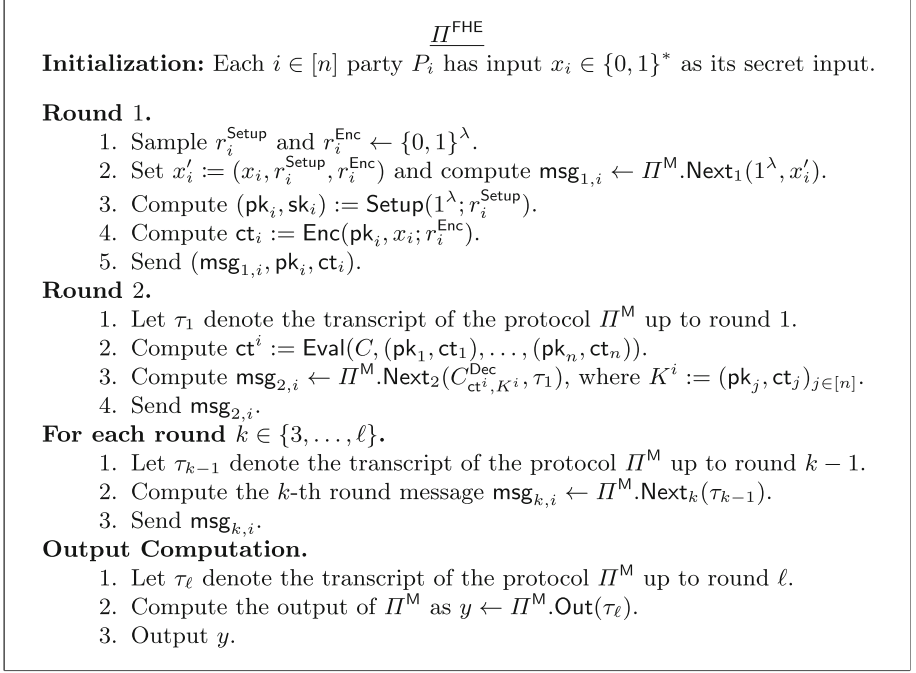 Π^FHE
Initialization: Each i ∈ [n] party P_i has input x_i ∈ {0, 1}^* as its secret input.
Round 1.
1. Sample r_i^Setup and r_i^Enc ← {0, 1}^λ.
2. Set x'_i := (x_i, r_i^Setup, r_i^Enc) and compute msg_{1,i} ← Π^M.Next_1(1^λ, x'_i).
3. Compute (pk_i, sk_i) := Setup(1^λ; r_i^Setup).
4. Compute ct_i := Enc(pk_i, x_i; r_i^Enc).
5. Send (msg_{1,i}, pk_i, ct_i).
Round 2.
1. Let τ_1 denote the transcript of the protocol Π^M up to round 1.
2. Compute ct^i := Eval(C, (pk_1, ct_1), . . . , (pk_n, ct_n)).
3. Compute msg_{2,i} ← Π^M.Next_2(C^Dec_{ct^i,K^i}, τ_1), where K^i := (pk_j, ct_j)_{j∈[n]}.
4. Send msg_{2,i}.
For each round k ∈ {3, . . . , ℓ}.
1. Let τ_{k−1} denote the transcript of the protocol Π^M up to round k − 1.
2. Compute the k-th round message msg_{k,i} ← Π^M.Next_k(τ_{k−1}).
3. Send msg_{k,i}.
Output Computation.
1. Let τ_ℓ denote the transcript of the protocol Π^M up to round ℓ.
2. Compute the output of Π^M as y ← Π^M.Out(τ_ℓ).
3. Output y.